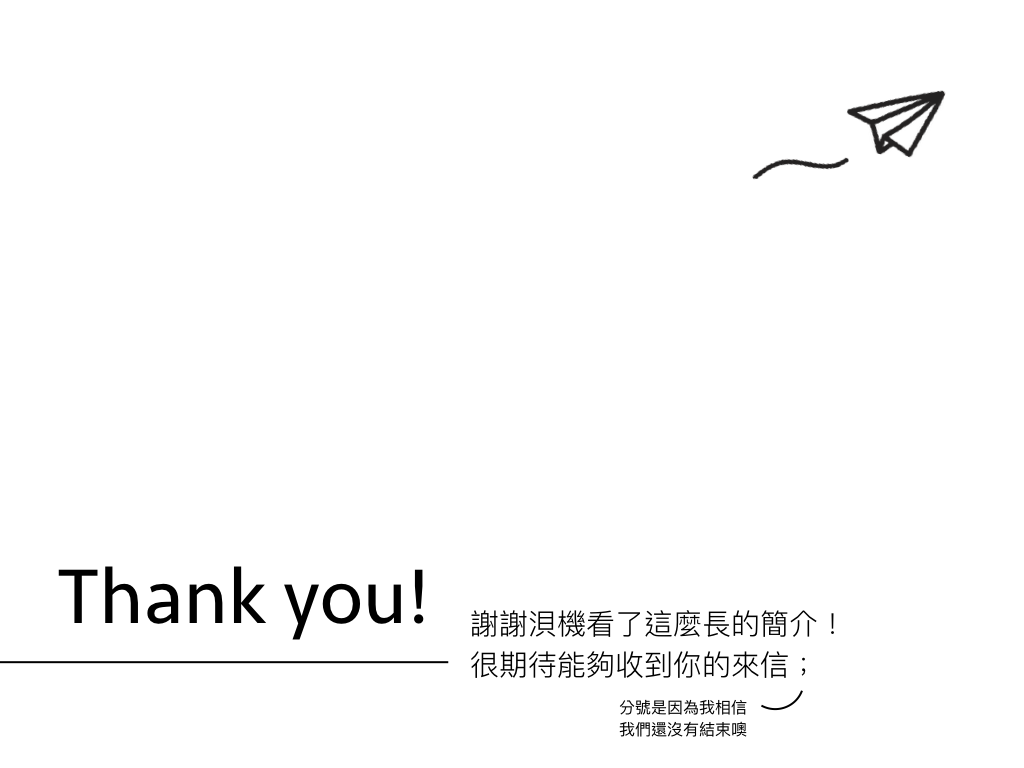 Thank you!
謝謝浿機看了這麼長的簡介！
很期待能夠收到你的來信；
分號是因為我相信
我們還沒有結束噢